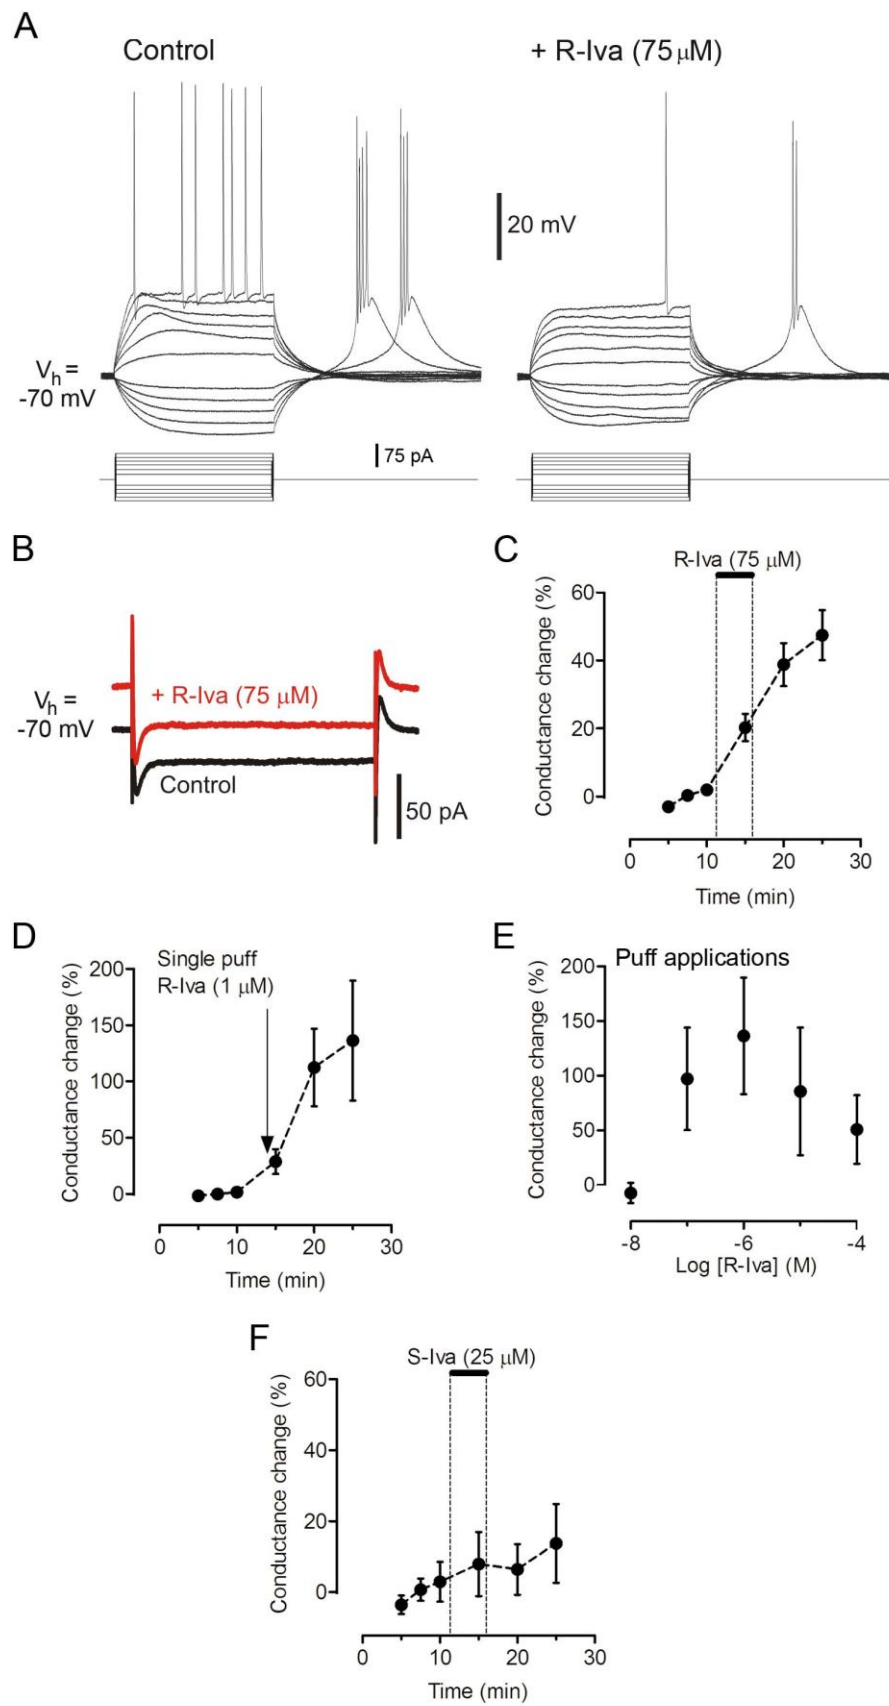 A
Control
+ R-Iva (75 μM)
20 mV
Vh =
-70 mV
75 pA
B
Vh =
-70 mV
+ R-Iva (75 μM)
Control
50 pA
C
R-Iva (75 μM)
Conductance change (%)
60
40
20
0
0 10 20 30
Time (min)
D
Single puff
R-Iva (1 μM)
Conductance change (%)
200
150
100
50
0
0 10 20 30
Time (min)
E
Puff applications
Conductance change (%)
200
150
100
50
0
-8 -6 -4
Log [R-Iva] (M)
F
S-Iva (25 μM)
Conductance change (%)
60
40
20
0
0 10 20 30
Time (min)